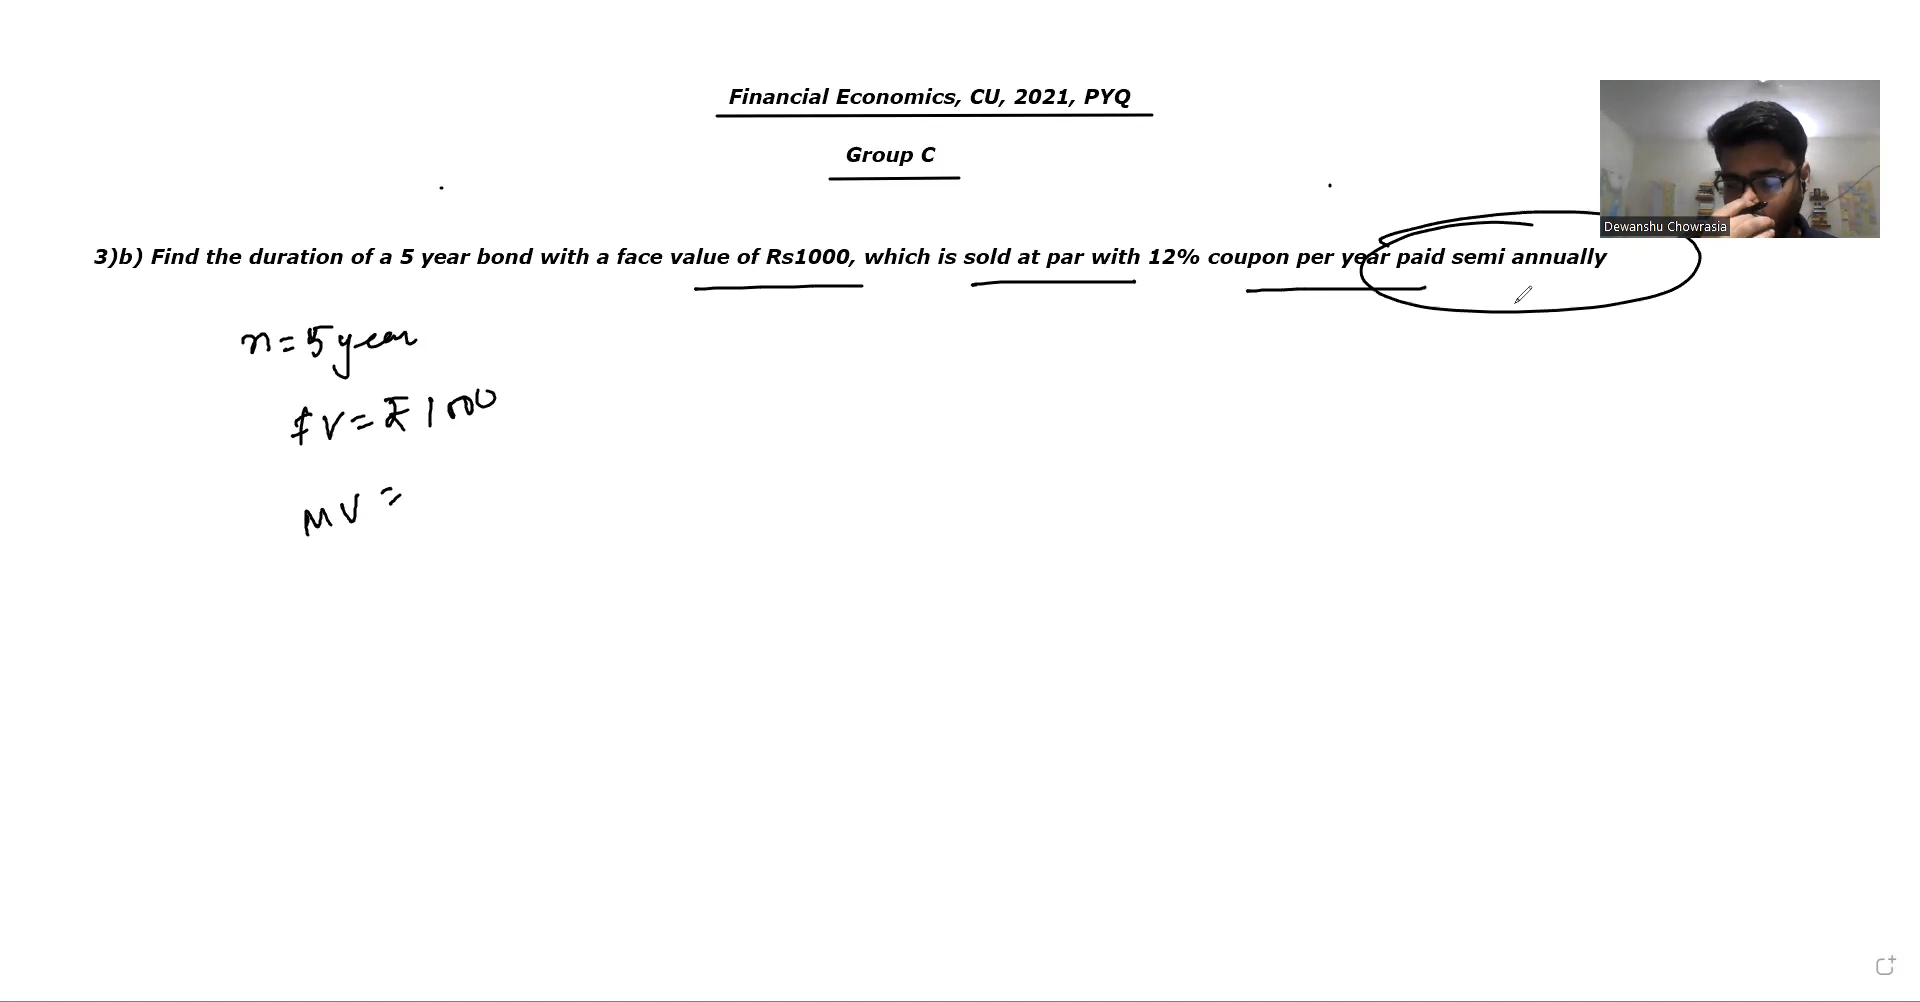 Financial Economics, CU, 2021, PYQ
Group C
Dewanshu Chowrasia
3)b) Find the duration of a 5 year bond with a face value of Rs1000, which is sold at par with 12% coupon per year paid semi annually
n = 5 year
FV = ₹1000
MV =